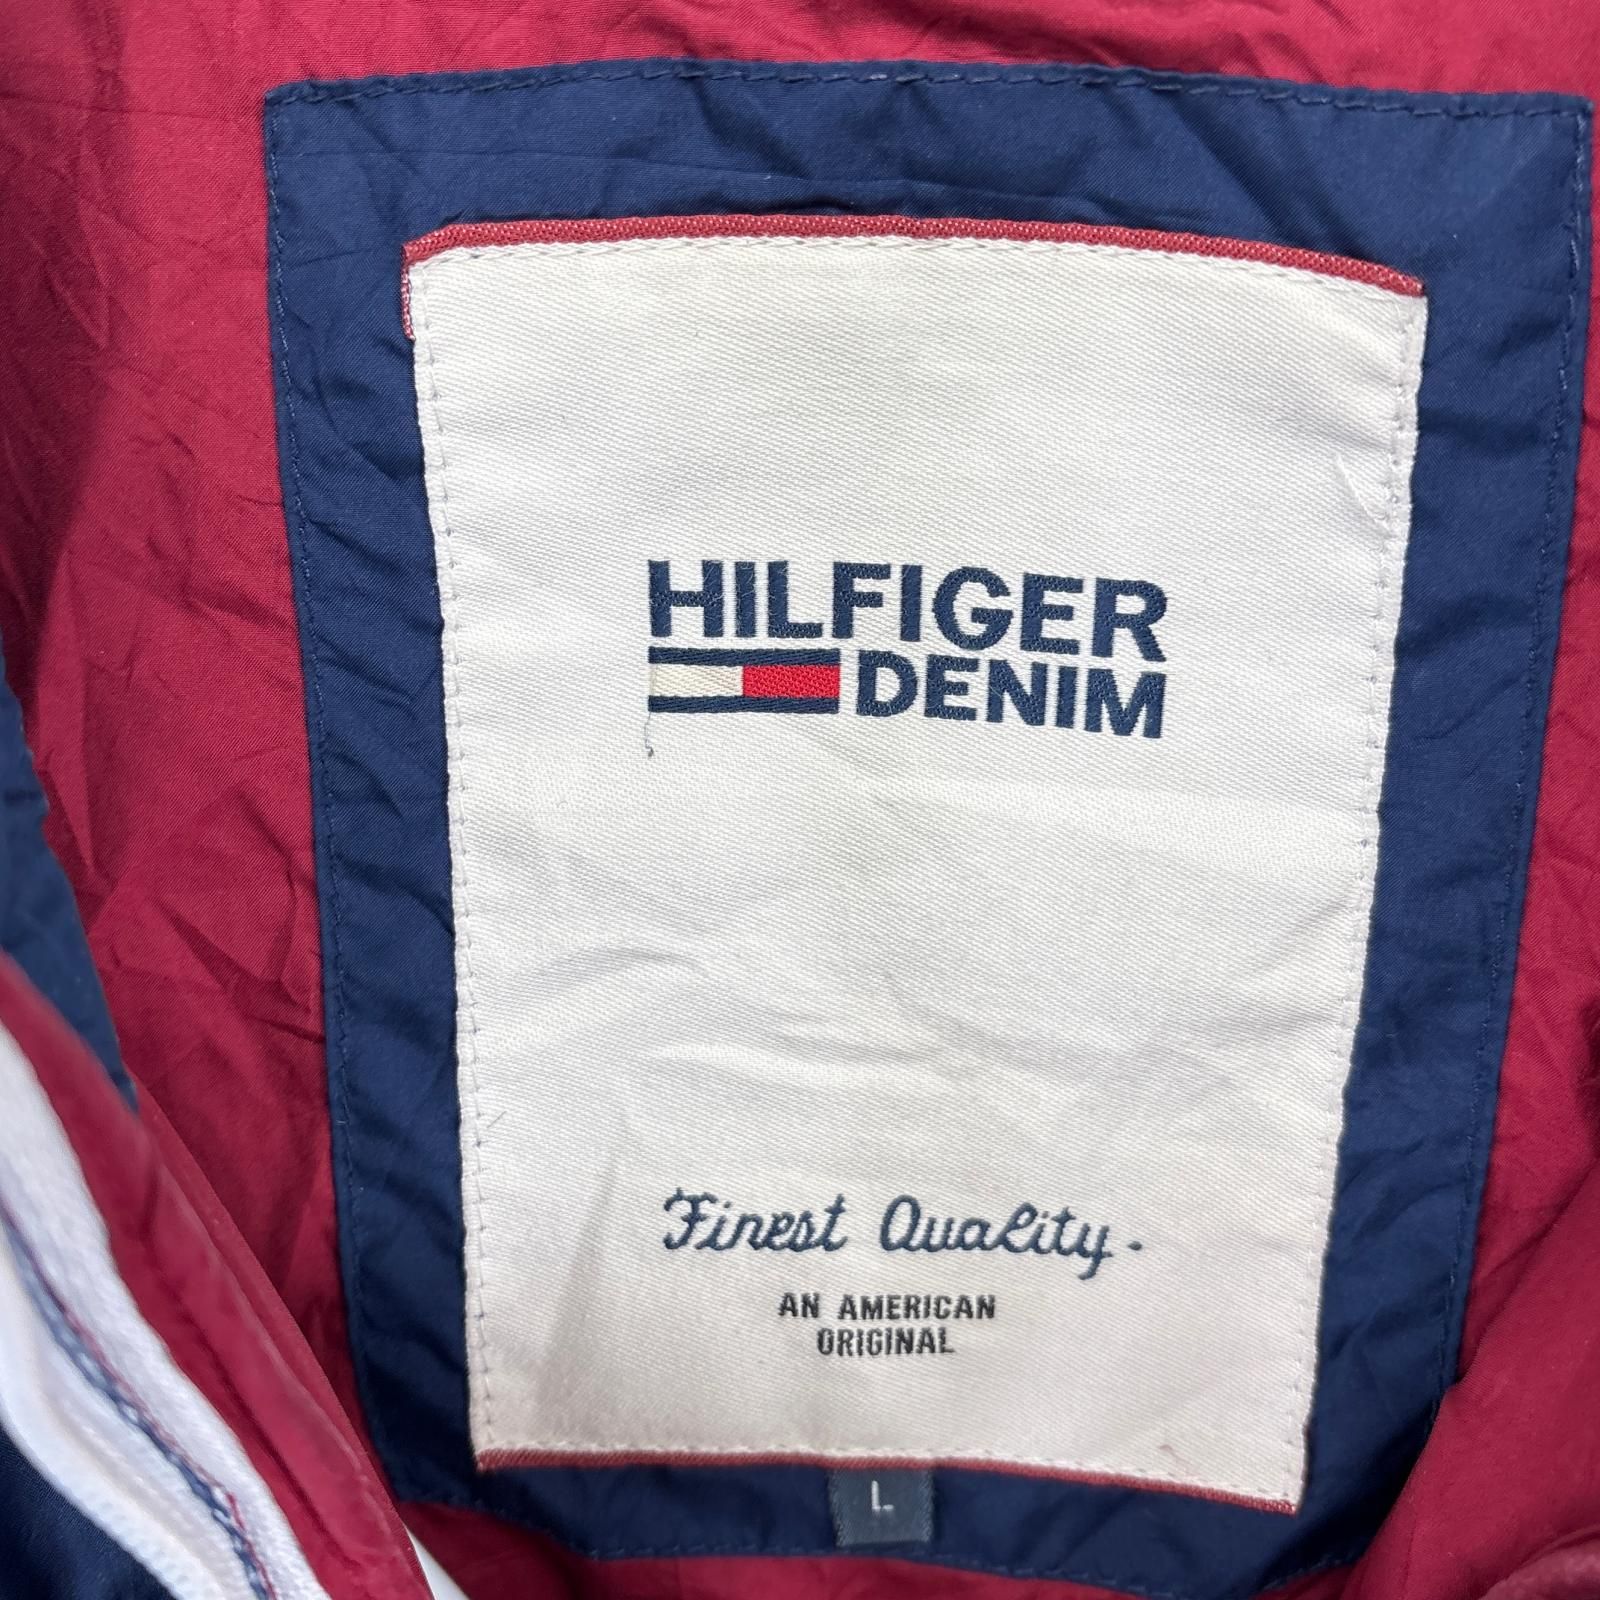 HILFIGER
DENIM
Finest Quality.
AN AMERICAN
ORIGINAL
L